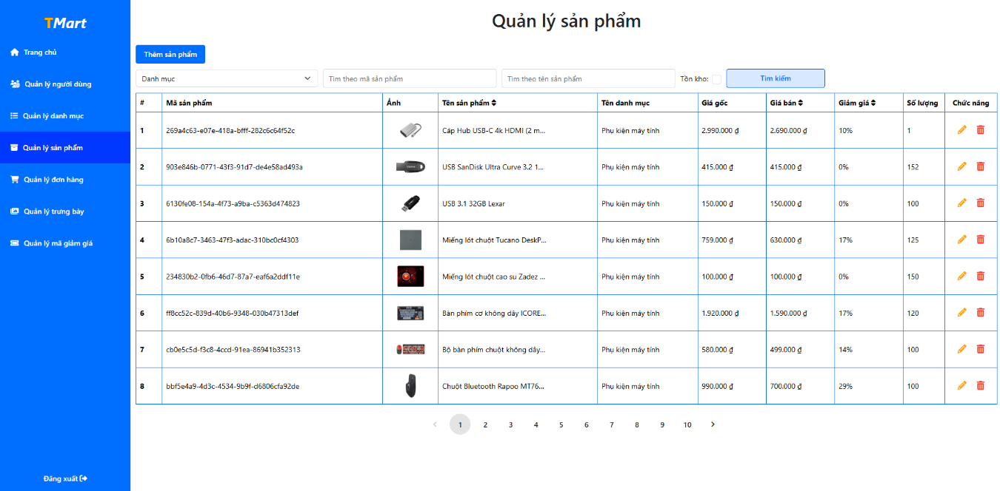 TMart
Trang chủ
Quản lý người dùng
Quản lý danh mục
Quản lý sản phẩm
Quản lý đơn hàng
Quản lý trưng bày
Quản lý mã giảm giá
Đăng xuất
Quản lý sản phẩm
Thêm sản phẩm
Danh mục Tìm theo mã sản phẩm Tìm theo tên sản phẩm Tồn kho: Tìm kiếm
# Mã sản phẩm Ảnh Tên sản phẩm Tên danh mục Giá gốc Giá bán Giảm giá Số lượng Chức năng
1 269a4c63-e07e-418a-bfff-282c6c64f52c Cáp Hub USB-C 4k HDMI (2 m... Phụ kiện máy tính 2.990.000 ₫ 2.690.000 ₫ 10% 1
2 903e846b-0771-43f3-91d7-de4e58ad493a USB SanDisk Ultra Curve 3.2 1... Phụ kiện máy tính 415.000 ₫ 415.000 ₫ 0% 152
3 6130fe08-154a-4f73-a9ba-c5363d474823 USB 3.1 32GB Lexar Phụ kiện máy tính 150.000 ₫ 150.000 ₫ 0% 100
4 6b10a8c7-3463-47f3-adac-310bc0cf4303 Miếng lót chuột Tucano DeskP... Phụ kiện máy tính 759.000 ₫ 630.000 ₫ 17% 125
5 234830b2-0fb6-46d7-87a7-eaf6a2ddf11e Miếng lót chuột cao su Zadez ... Phụ kiện máy tính 100.000 ₫ 100.000 ₫ 0% 150
6 ff8cc52c-839d-40b6-9348-030b47313def Bàn phím cơ không dây ICORE... Phụ kiện máy tính 1.920.000 ₫ 1.590.000 ₫ 17% 120
7 cb0e5c5d-f3c8-4ccd-91ea-86941b352313 Bộ bàn phím chuột không dây... Phụ kiện máy tính 580.000 ₫ 499.000 ₫ 14% 100
8 bbf5e4a9-4d3c-4534-9b9f-d6806cfa92de Chuột Bluetooth Rapoo MT76... Phụ kiện máy tính 990.000 ₫ 700.000 ₫ 29% 100
1 2 3 4 5 6 7 8 9 10